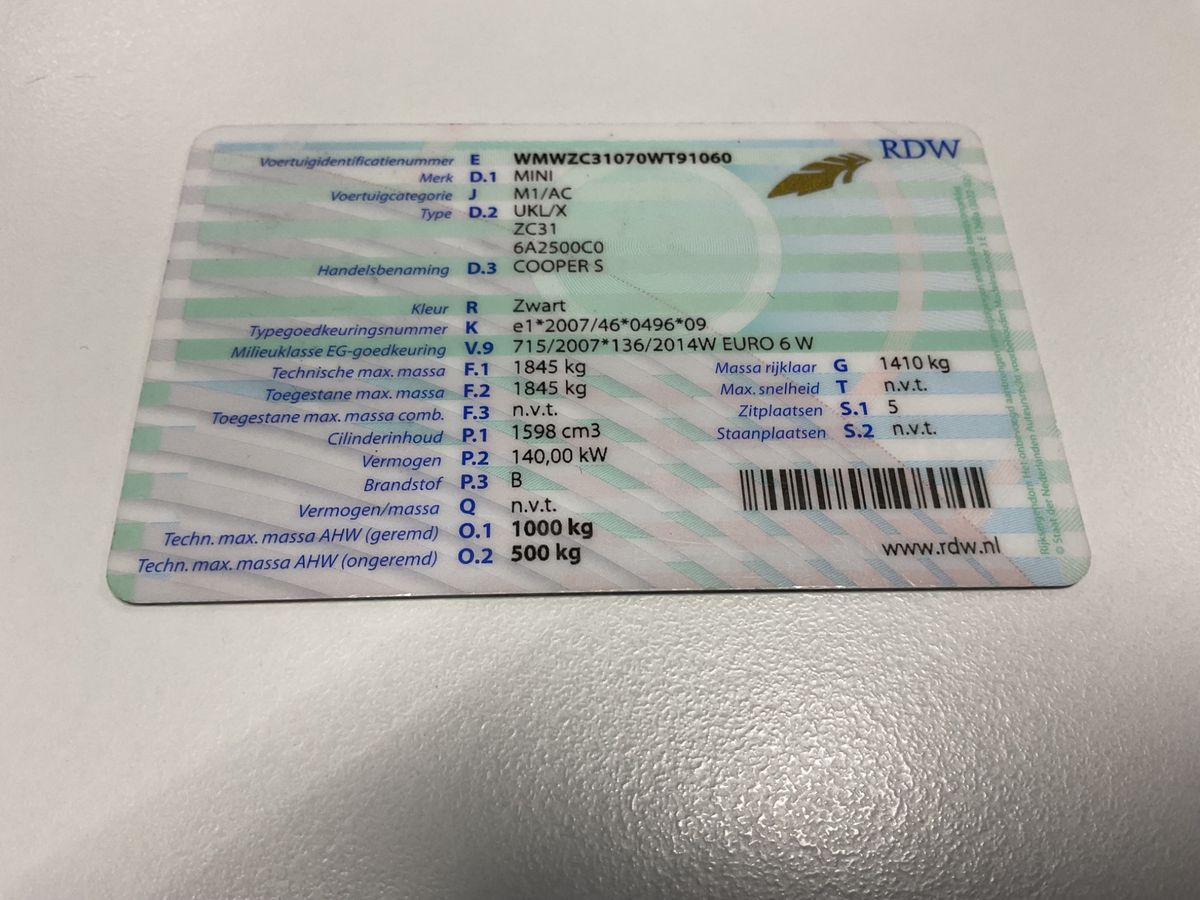 RDW
Voertuigidentificatienummer E WMWZC31070WT91060
Merk D.1 MINI
Voertuigcategorie J M1/AC
Type D.2 UKL/X
ZC31
6A2500C0
Handelsbenaming D.3 COOPER S
Kleur R Zwart
Typegoedkeuringsnummer K e1*2007/46*0496*09
Milieuklasse EG-goedkeuring V.9 715/2007*136/2014W EURO 6 W
Technische max. massa F.1 1845 kg
Toegestane max. massa F.2 1845 kg
Toegestane max. massa comb. F.3 n.v.t.
Cilinderinhoud P.1 1598 cm3
Vermogen P.2 140,00 kW
Brandstof P.3 B
Vermogen/massa Q n.v.t.
Techn. max. massa AHW (geremd) O.1 1000 kg
Techn. max. massa AHW (ongeremd) O.2 500 kg
Massa rijklaar G 1410 kg
Max. snelheid T n.v.t.
Zitplaatsen S.1 5
Staanplaatsen S.2 n.v.t.
www.rdw.nl
© Staat der Nederlanden